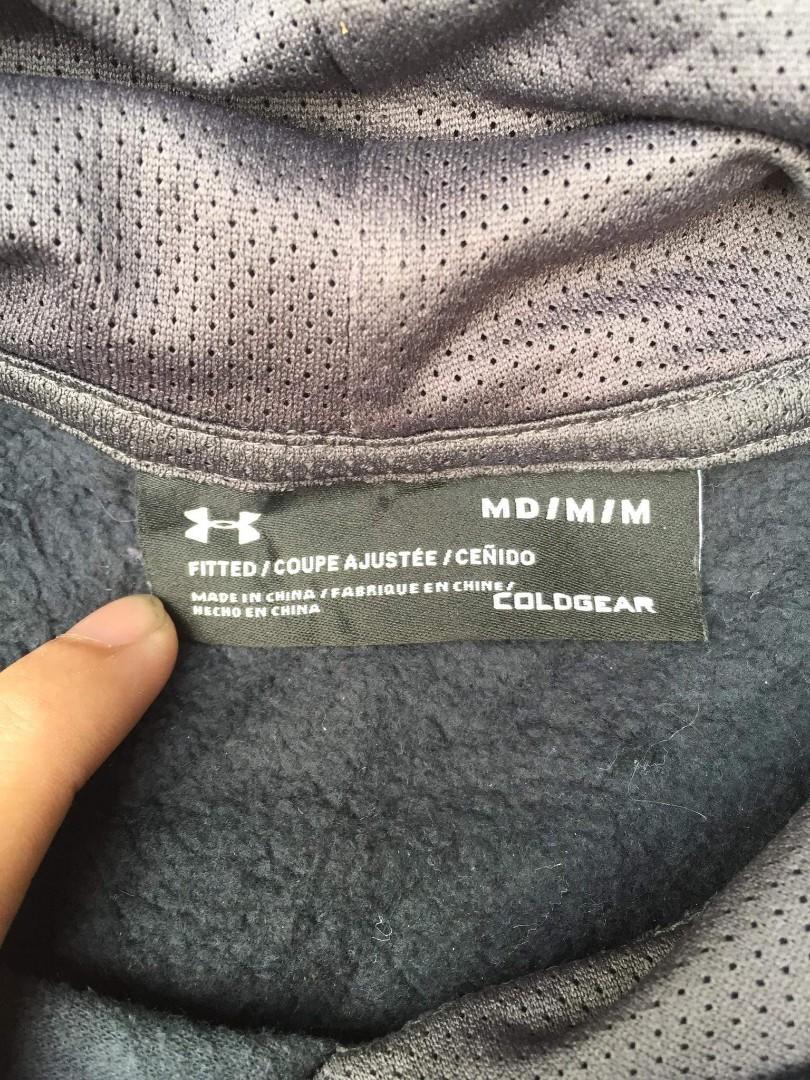 MD/M/M
FITTED/COUPE AJUSTÉE/CEÑIDO
MADE IN CHINA/FABRIQUE EN CHINE/
HECHO EN CHINA
COLDGEAR